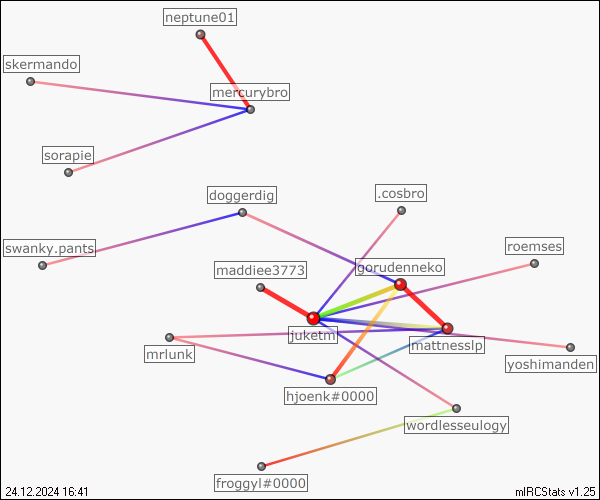 neptune01
skermando
mercurybro
sorapie
doggerdig
.cosbro
swanky.pants
roemses
maddiee3773
gorudenneko
juketm
mattnesslp
mrlunk
yoshimanden
hjoenk#0000
wordlesseulogy
froggyl#0000
24.12.2024 16:41
mIRCStats v1.25